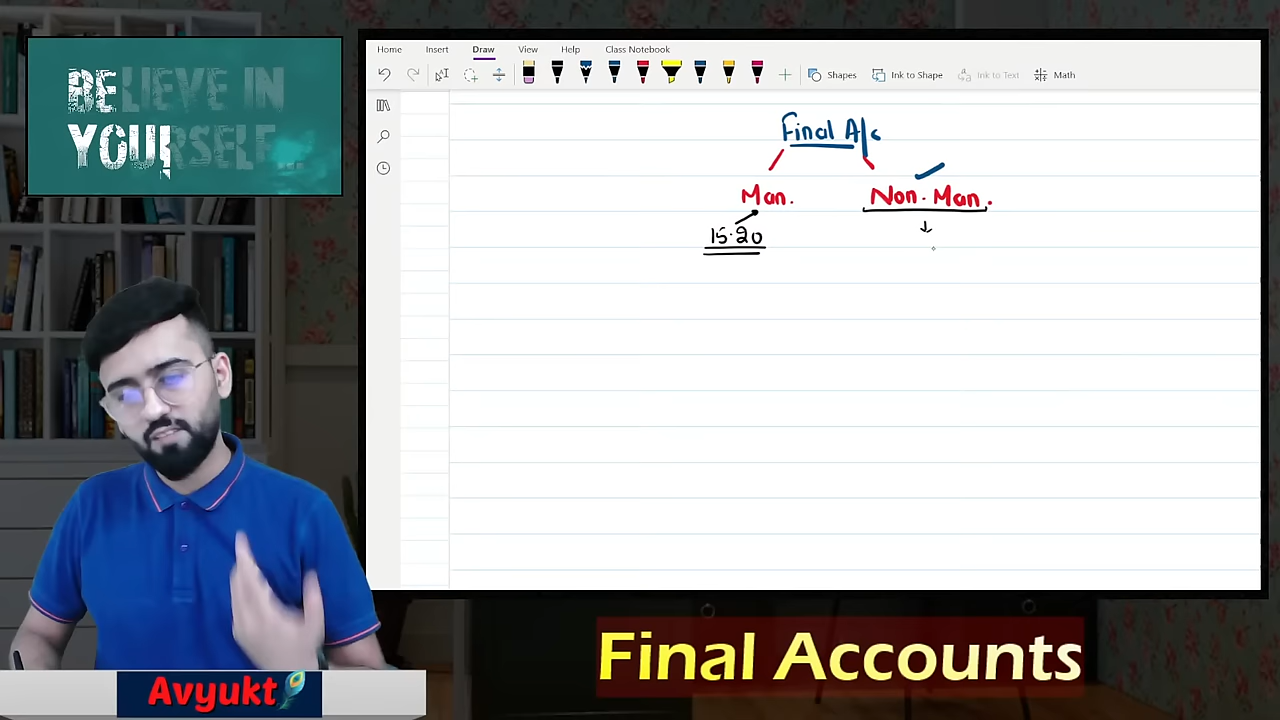 BELIEVE IN
YOURSELF...
Home Insert Draw View Help Class Notebook
Shapes Ink to Shape Ink to Text Math
Final A/c
Man. Non. Man.
15-20
Final Accounts
Avyukt